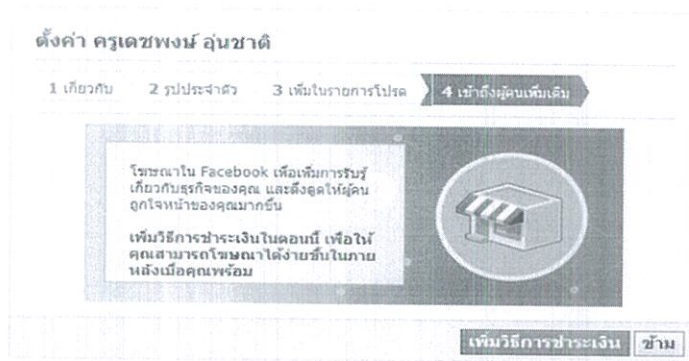 ตั้งค่า ครูเดชพงษ์ อุ่นชาติ
1 เกี่ยวกับ 2 รูปประจำตัว 3 เพิ่มในรายการโปรด 4 เข้าถึงผู้คนเพิ่มเติม
โฆษณาใน Facebook เพื่อเพิ่มการรับรู้
เกี่ยวกับธุรกิจของคุณ และดึงดูดให้ผู้คน
ถูกใจหน้าของคุณมากขึ้น
เพิ่มวิธีการชำระเงินในตอนนี้ เพื่อให้
คุณสามารถโฆษณาได้ง่ายขึ้นในภาย
หลังเมื่อคุณพร้อม
เพิ่มวิธีการชำระเงิน ข้าม